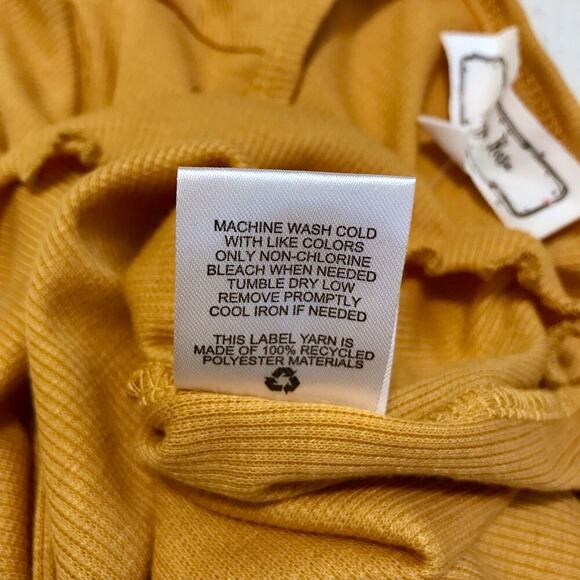 MACHINE WASH COLD
WITH LIKE COLORS
ONLY NON-CHLORINE
BLEACH WHEN NEEDED
TUMBLE DRY LOW
REMOVE PROMPTLY
COOL IRON IF NEEDED
THIS LABEL YARN IS
MADE OF 100% RECYCLED
POLYESTER MATERIALS